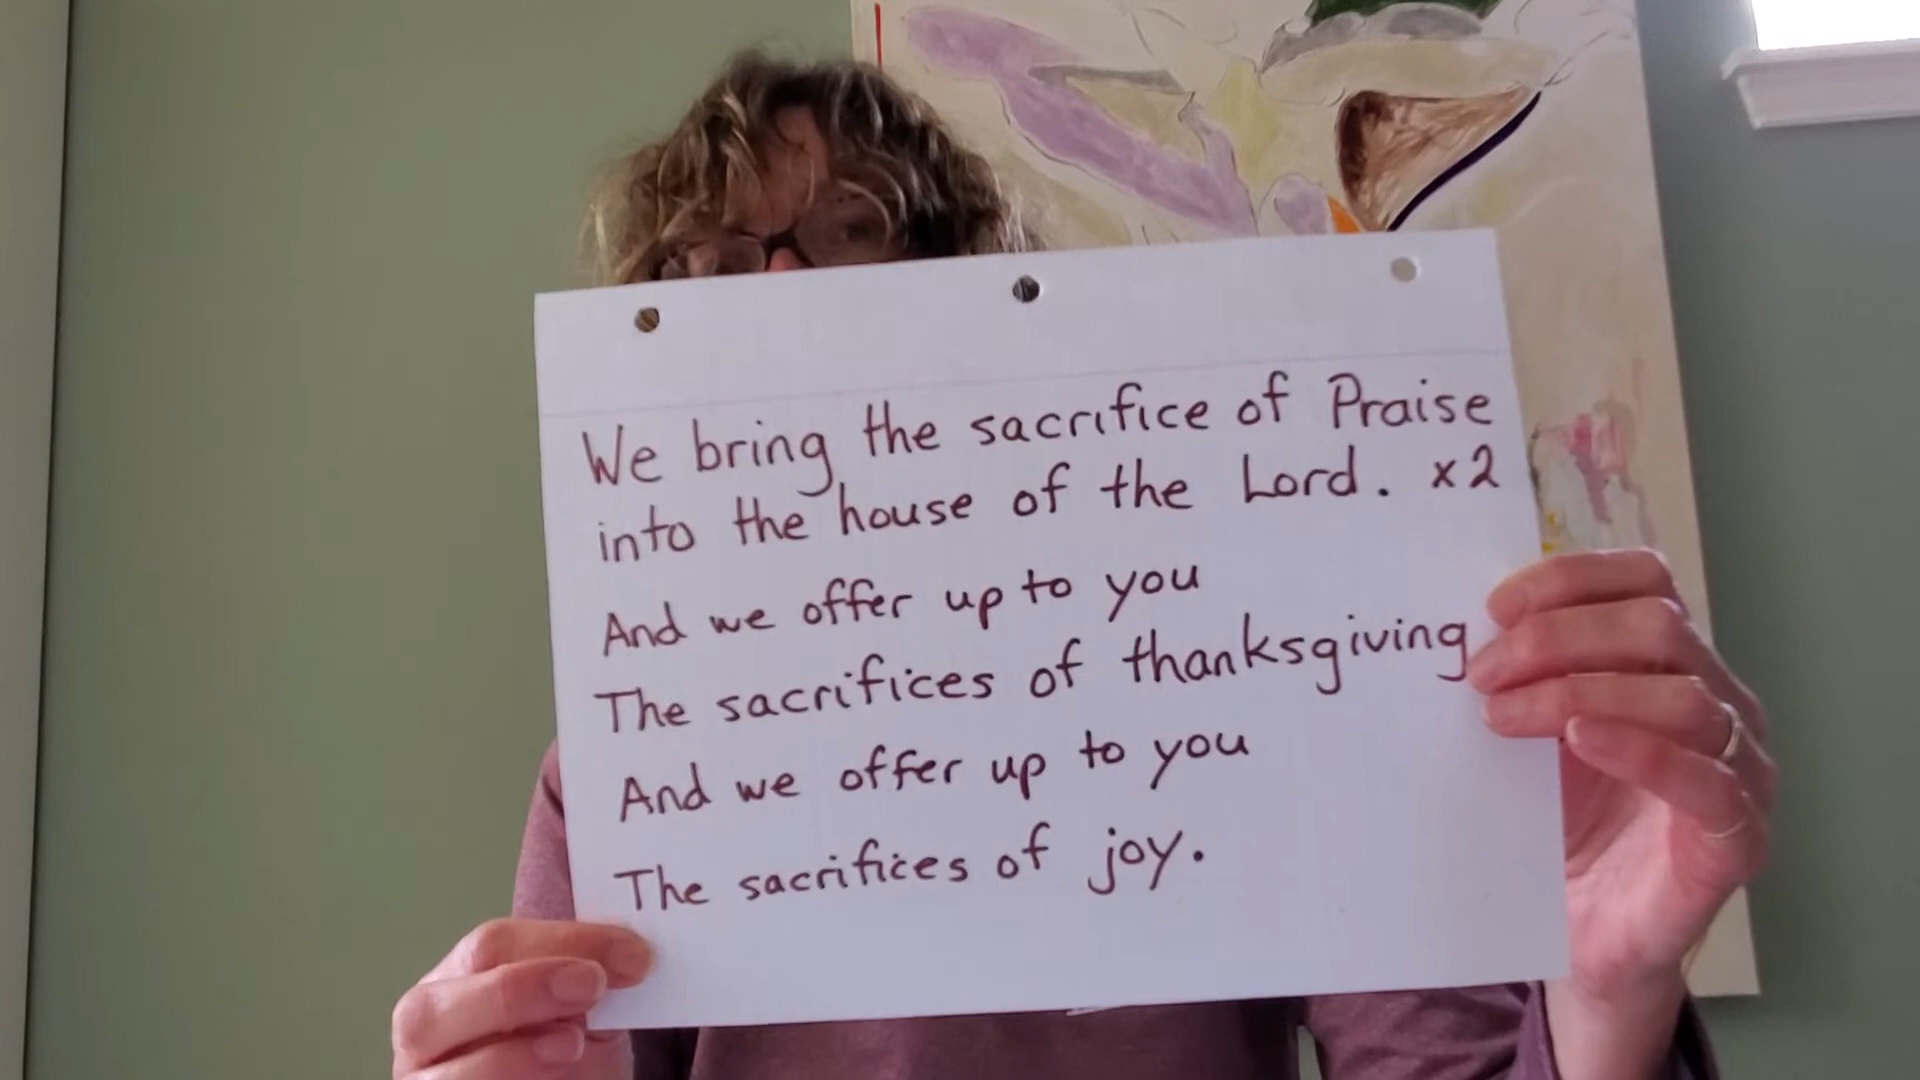 We bring the sacrifice of Praise
into the house of the Lord. x2
And we offer up to you
The sacrifices of thanksgiving
And we offer up to you
The sacrifices of joy.